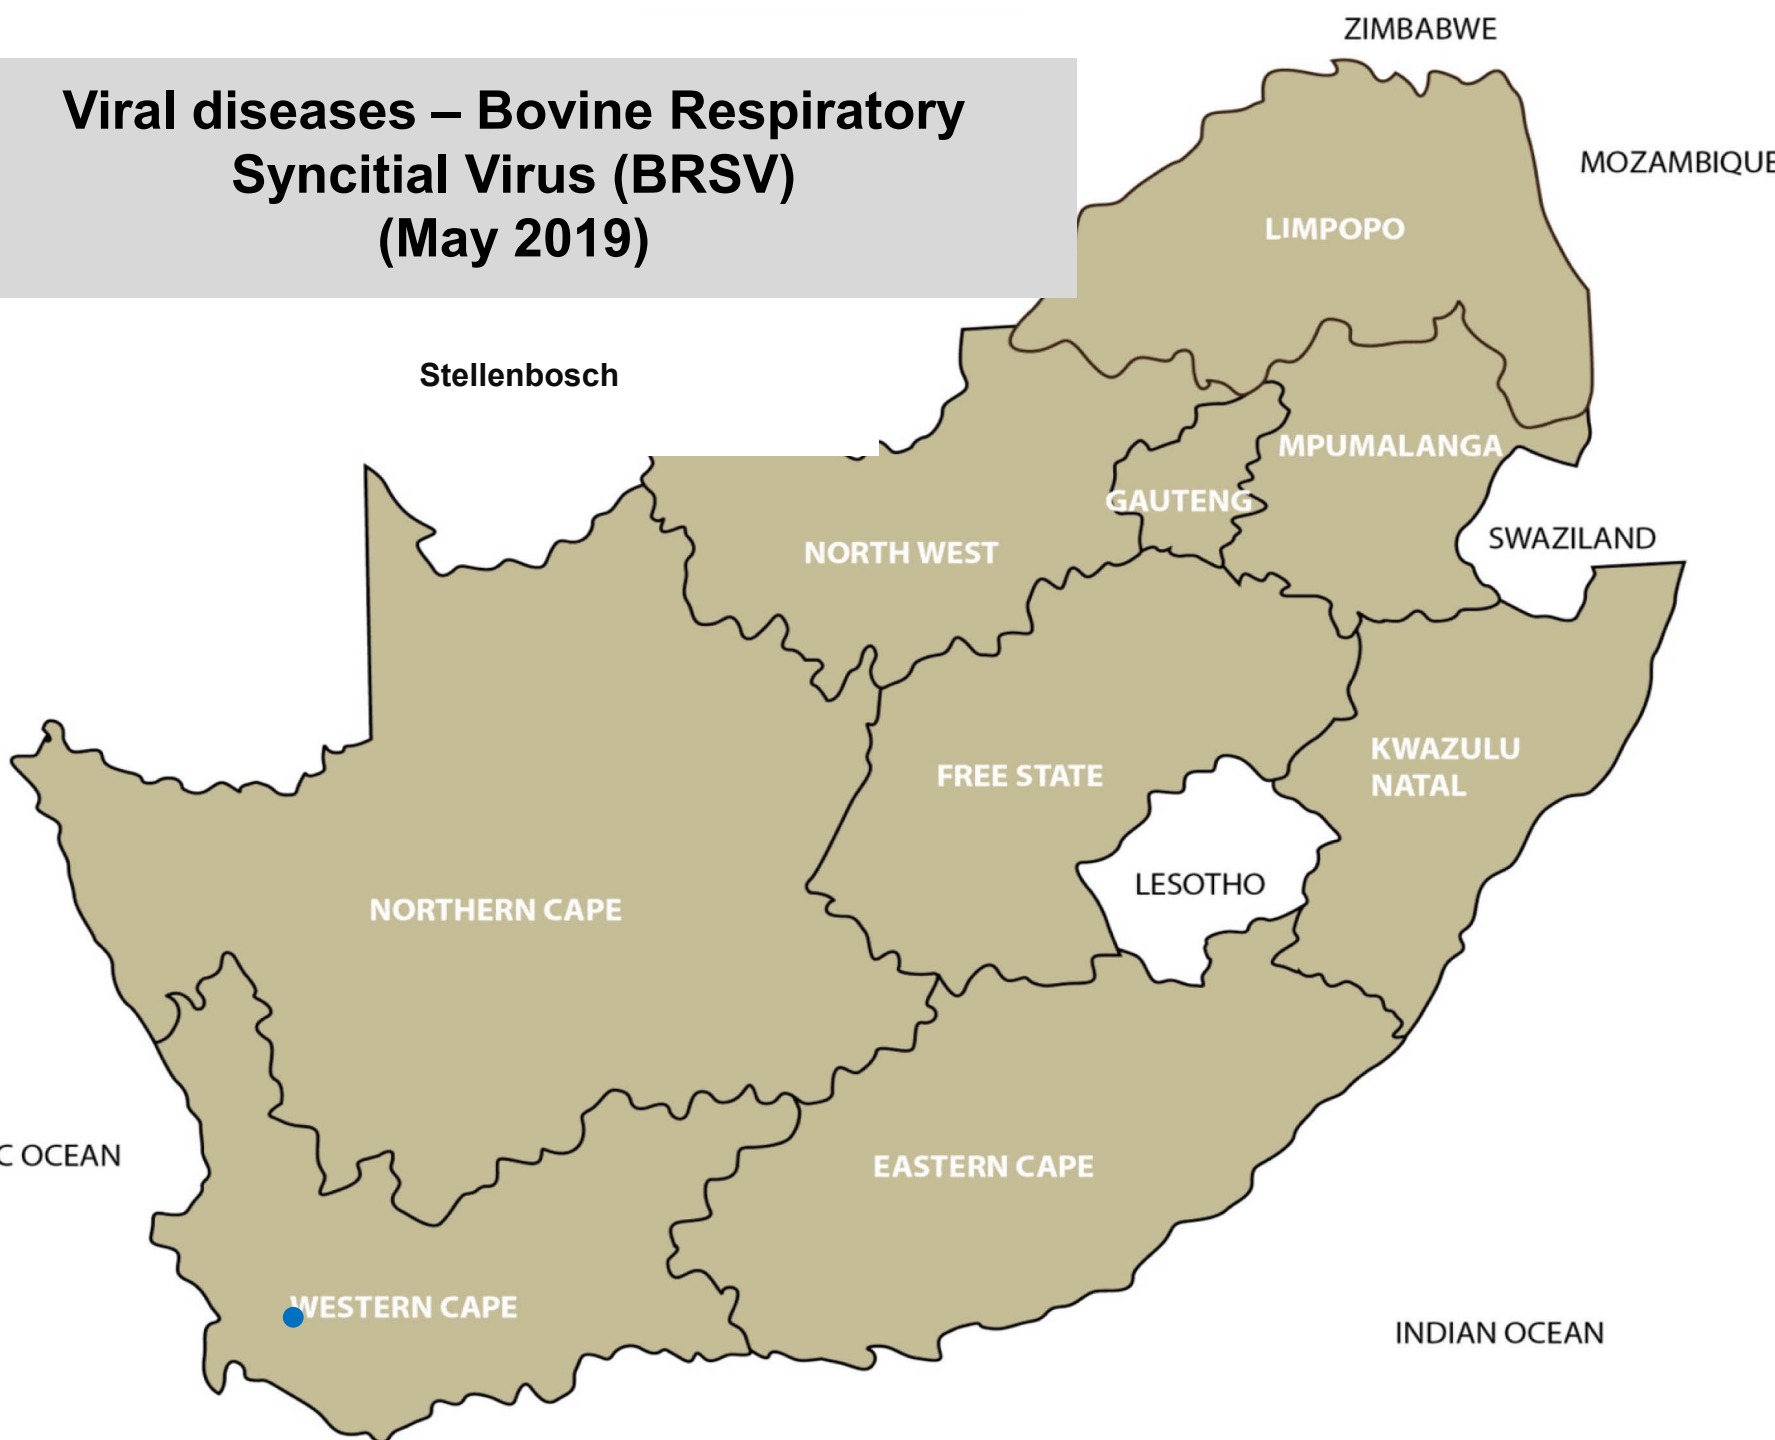 ZIMBABWE
Viral diseases – Bovine Respiratory
Syncitial Virus (BRSV)
(May 2019)
MOZAMBIQUE
LIMPOPO
Stellenbosch
MPUMALANGA
GAUTENG
SWAZILAND
NORTH WEST
KWAZULU
NATAL
FREE STATE
LESOTHO
NORTHERN CAPE
C OCEAN
EASTERN CAPE
WESTERN CAPE
INDIAN OCEAN